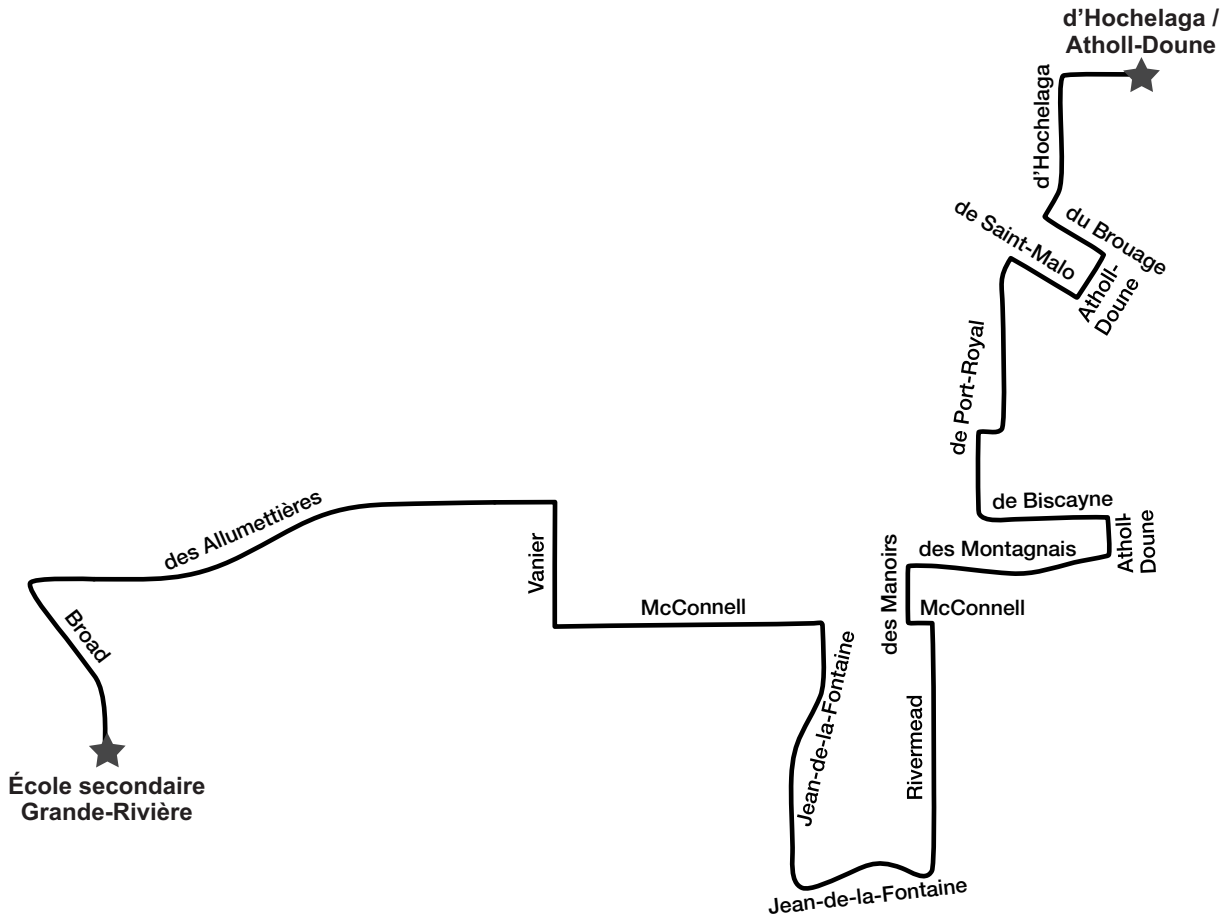 d’Hochelaga /
Atholl-Doune
d’Hochelaga
du Brouage
de Saint-Malo
Atholl-
Doune
de Port-Royal
de Biscayne
Atholl-
Doune
des Montagnais
des Manoirs
McConnell
des Allumettières
Vanier
McConnell
Broad
Jean-de-la-Fontaine
Rivermead
École secondaire
Grande-Rivière
Jean-de-la-Fontaine